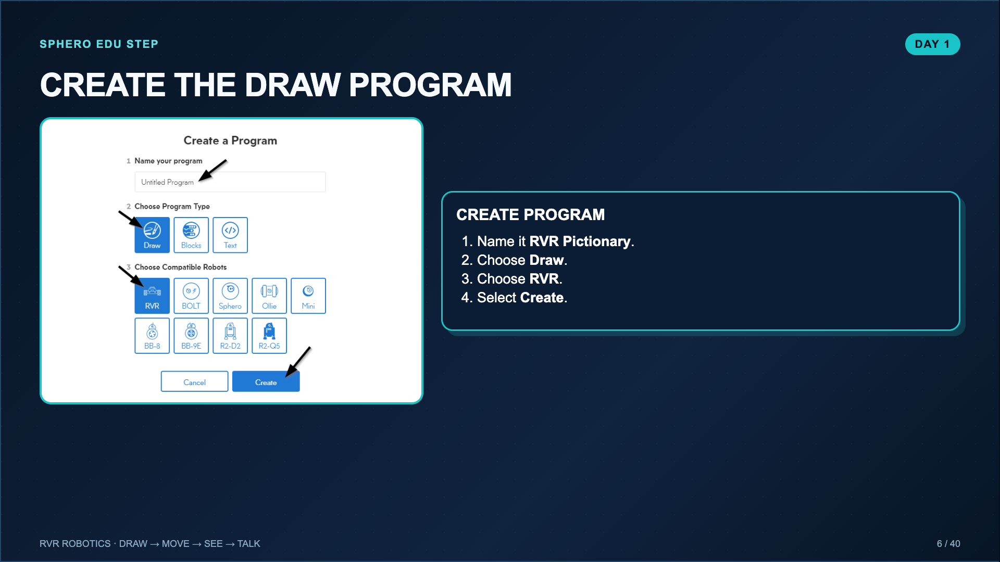 SPHERO EDU STEP
DAY 1
CREATE THE DRAW PROGRAM
Create a Program
1 Name your program
Untitled Program
2 Choose Program Type
Draw
Blocks
Text
3 Choose Compatible Robots
RVR
BOLT
Sphero
Ollie
Mini
BB-8
BB-9E
R2-D2
R2-Q5
Cancel
Create
CREATE PROGRAM
1. Name it RVR Pictionary.
2. Choose Draw.
3. Choose RVR.
4. Select Create.
RVR ROBOTICS · DRAW → MOVE → SEE → TALK
6 / 40